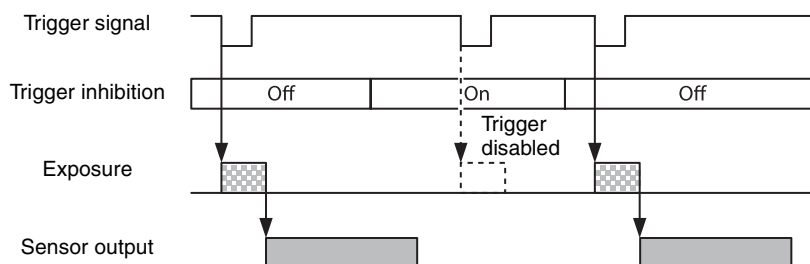 Trigger signal
Trigger inhibition
Off
On
Off
Trigger
disabled
Exposure
Sensor output